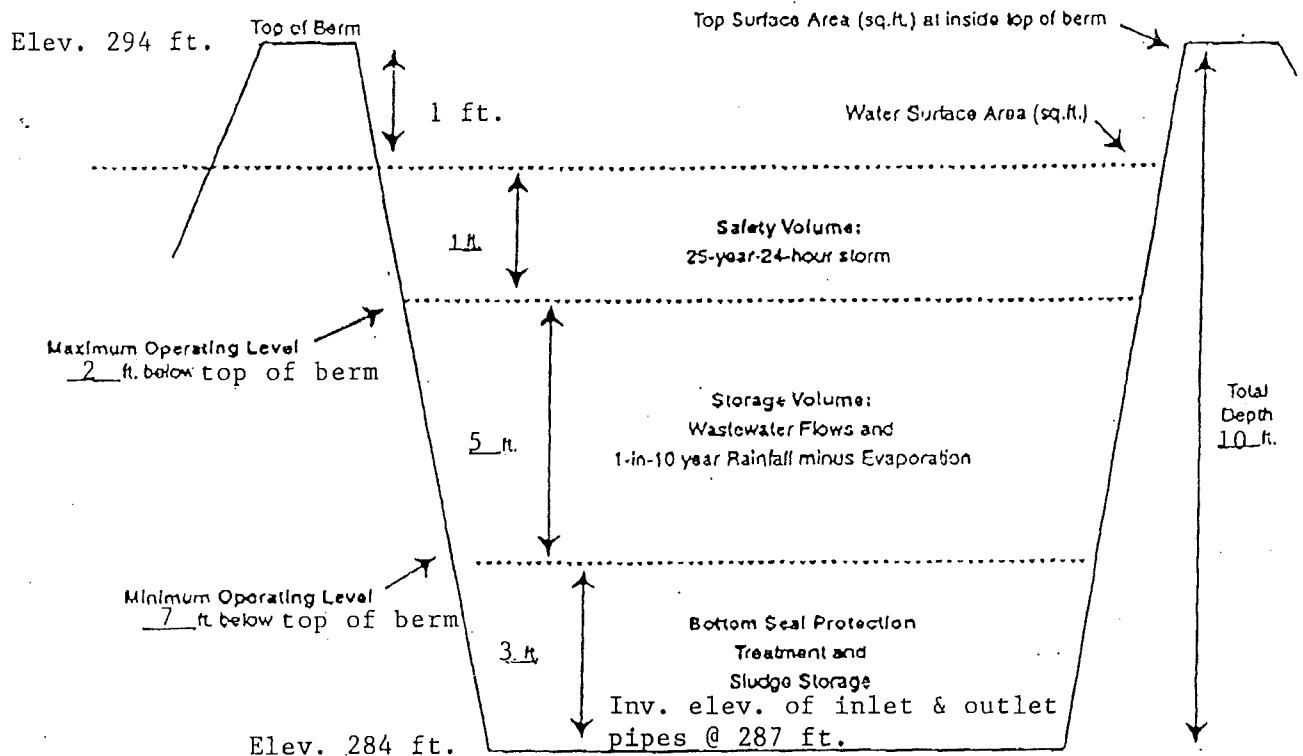 Elev. 294 ft.
Top of Berm
Top Surface Area (sq.ft.) at inside top of berm
1 ft.
Water Surface Area (sq.ft.)
1 ft.
Safety Volume:
25-year-24-hour storm
Maximum Operating Level
2 ft. below top of berm
Storage Volume:
Wastewater Flows and
1-in-10 year Rainfall minus Evaporation
5 ft.
Total
Depth
10 ft.
Minimum Operating Level
7 ft. below top of berm
Bottom Seal Protection
Treatment and
Sludge Storage
3 ft.
Inv. elev. of inlet & outlet
pipes @ 287 ft.
Elev. 284 ft.